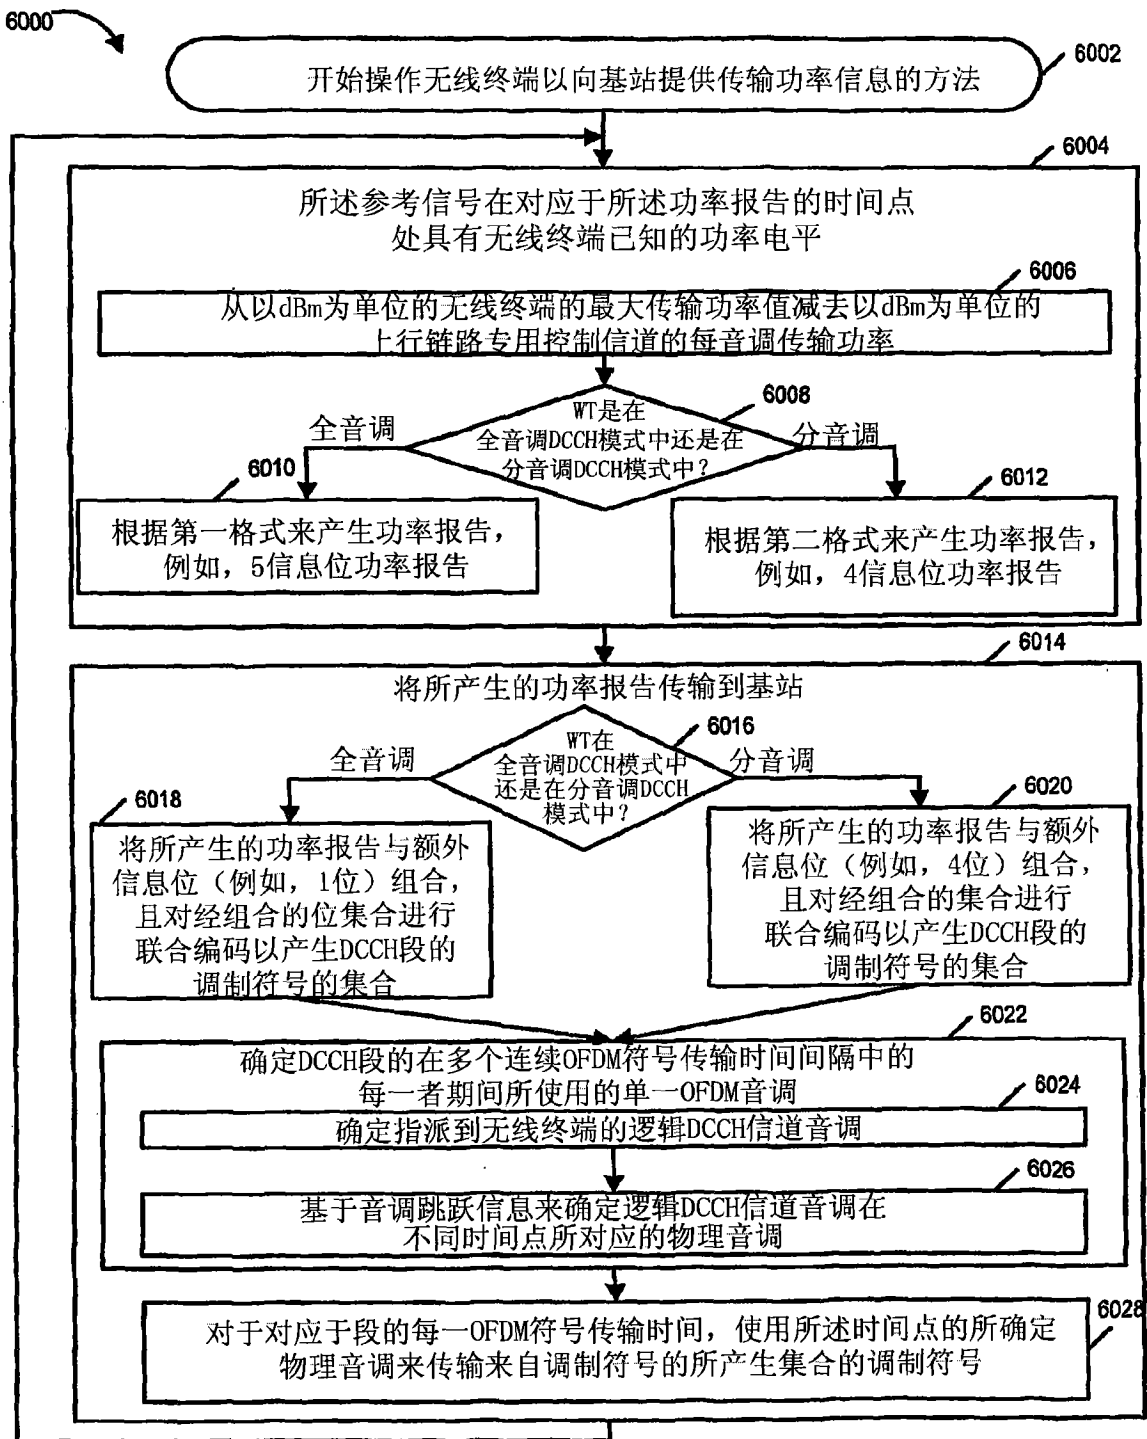 6000
6002
开始操作无线终端以向基站提供传输功率信息的方法
6004
所述参考信号在对应于所述功率报告的时间点
处具有无线终端已知的功率电平
6006
从以dBm为单位的无线终端的最大传输功率值减去以dBm为单位的
上行链路专用控制信道的每音调传输功率
6008
WT是在
全音调DCCH模式中还是在
分音调DCCH模式中?
全音调
分音调
6010
根据第一格式来产生功率报告，
例如，5信息位功率报告
6012
根据第二格式来产生功率报告，
例如，4信息位功率报告
6014
将所产生的功率报告传输到基站
6016
WT在
全音调DCCH模式中
还是在分音调DCCH
模式中?
全音调
分音调
6018
将所产生的功率报告与额外
信息位（例如，1位）组合，
且对经组合的位集合进行
联合编码以产生DCCH段的
调制符号的集合
6020
将所产生的功率报告与额外
信息位（例如，4位）组合，
且对经组合的集合进行
联合编码以产生DCCH段的
调制符号的集合
6022
确定DCCH段的在多个连续OFDM符号传输时间间隔中的
每一者期间所使用的单一OFDM音调
6024
确定指派到无线终端的逻辑DCCH信道音调
6026
基于音调跳跃信息来确定逻辑DCCH信道音调在
不同时间点所对应的物理音调
6028
对于对应于段的每一OFDM符号传输时间，使用所述时间点的所确定
物理音调来传输来自调制符号的所产生集合的调制符号